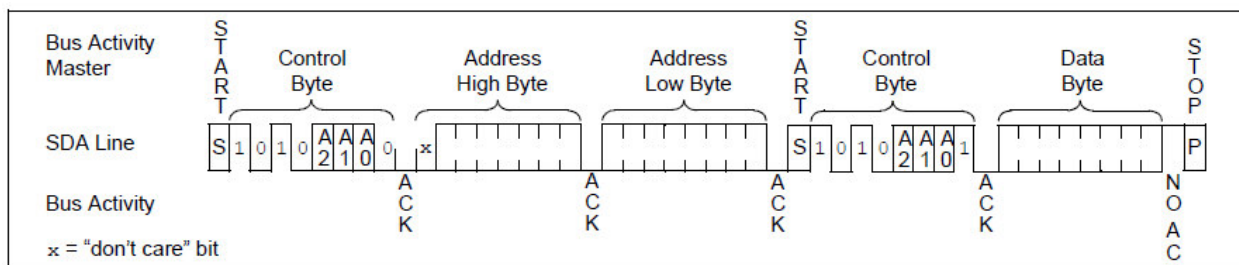 START
START
STOP
Bus Activity
Master
Control
Byte
Address
High Byte
Address
Low Byte
Control
Byte
Data
Byte
SDA Line
S 1 0 1 0 A2 A1 A0 0 x S 1 0 1 0 A2 A1 A0 1 P
Bus Activity
ACK
ACK
ACK
ACK
NO AC
x = “don’t care” bit